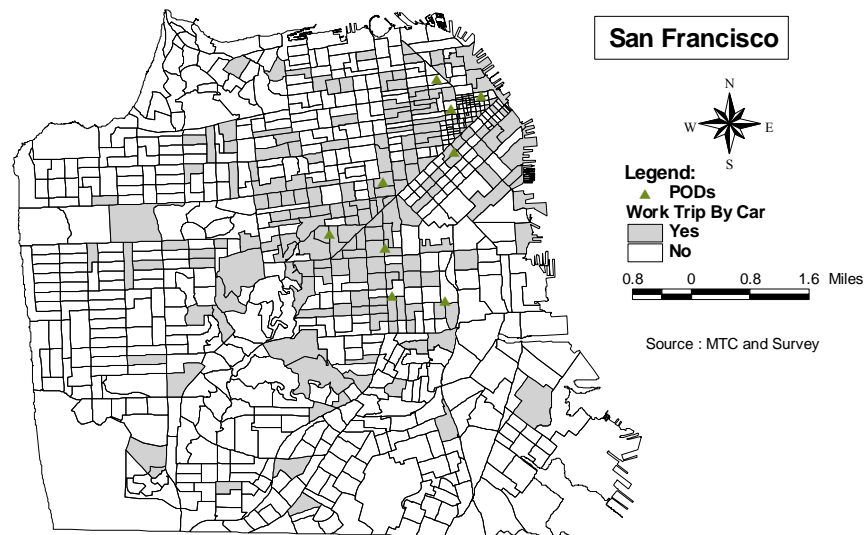 San Francisco
N
W E
S
Legend:
PODs
Work Trip By Car
Yes
No
0.8 0 0.8 1.6 Miles
Source : MTC and Survey